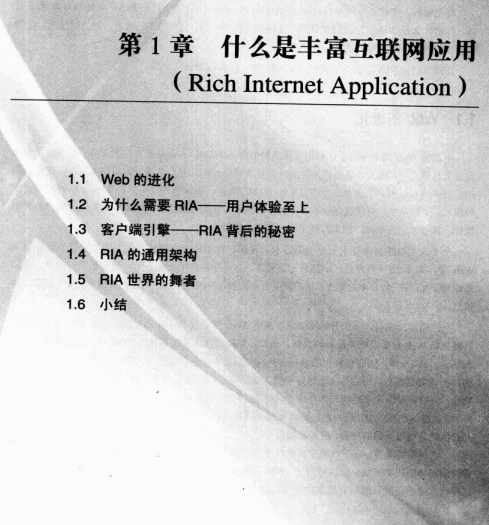 第 1 章 什么是丰富互联网应用
（Rich Internet Application）
1.1 Web 的进化
1.2 为什么需要 RIA——用户体验至上
1.3 客户端引擎——RIA 背后的秘密
1.4 RIA 的通用架构
1.5 RIA 世界的舞者
1.6 小结